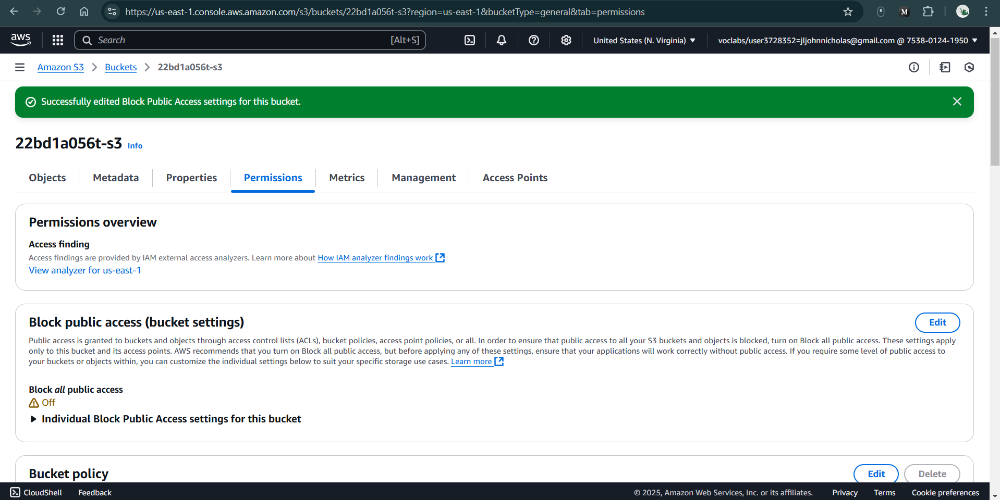 https://us-east-1.console.aws.amazon.com/s3/buckets/22bd1a056t-s3?region=us-east-1&bucketType=general&tab=permissions
M
aws
Search
[Alt+S]
United States (N. Virginia)
voclabs/user3728352=jljohnnicholas@gmail.com @ 7538-0124-1950
Amazon S3 > Buckets > 22bd1a056t-s3
Successfully edited Block Public Access settings for this bucket.
22bd1a056t-s3 Info
Objects Metadata Properties Permissions Metrics Management Access Points
Permissions overview
Access finding
Access findings are provided by IAM external access analyzers. Learn more about How IAM analyzer findings work
View analyzer for us-east-1
Block public access (bucket settings)
Edit
Public access is granted to buckets and objects through access control lists (ACLs), bucket policies, access point policies, or all. In order to ensure that public access to all your S3 buckets and objects is blocked, turn on Block all public access. These settings apply
only to this bucket and its access points. AWS recommends that you turn on Block all public access, but before applying any of these settings, ensure that your applications will work correctly without public access. If you require some level of public access to
your buckets or objects within, you can customize the individual settings below to suit your specific storage use cases. Learn more
Block all public access
Off
Individual Block Public Access settings for this bucket
Bucket policy
Edit
Delete
CloudShell Feedback © 2025, Amazon Web Services, Inc. or its affiliates. Privacy Terms Cookie preferences